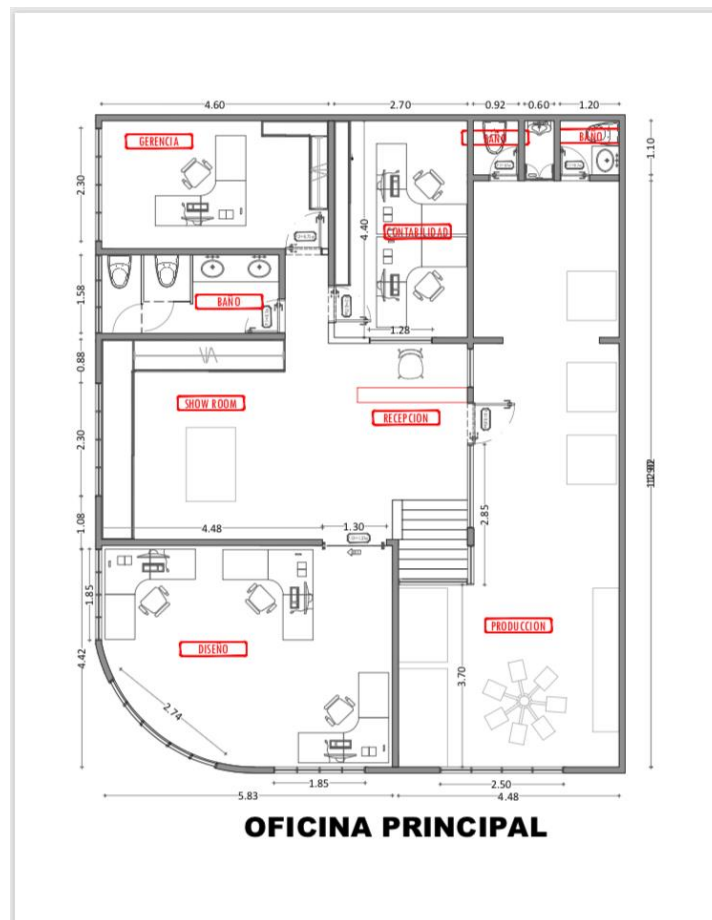 4.60
2.70
0.92
0.60
1.20
GERENCIA
BAÑO
BAÑO
1.10
2.30
4.40
CONTABILIDAD
1.58
BAÑO
1.28
0.88
SHOW ROOM
RECEPCION
2.30
2.85
1.08
4.48
1.30
1.85
DISEÑO
PRODUCCION
4.42
2.74
3.70
1.85
2.50
5.83
4.48
OFICINA PRINCIPAL